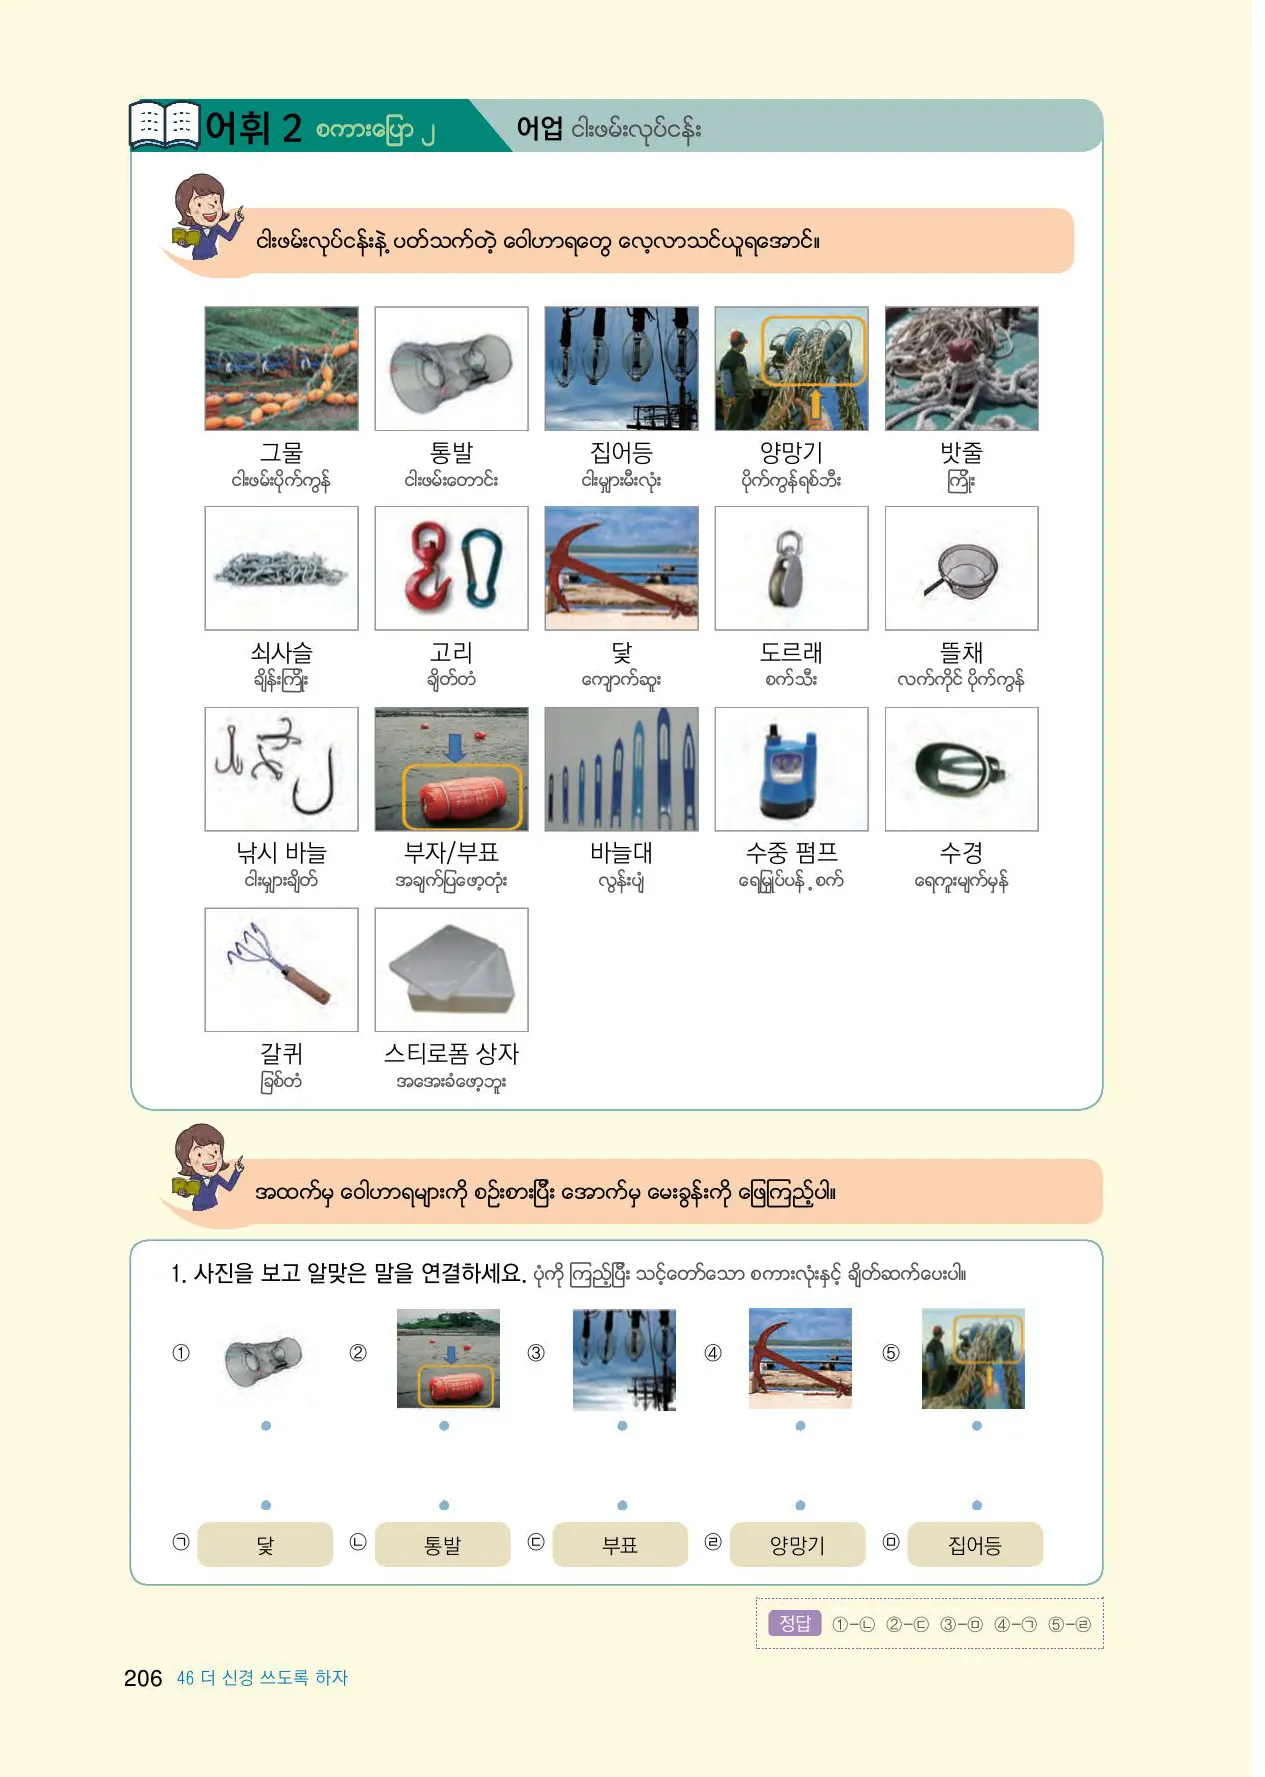 어휘 2 စကားပြော ၂ 어업 ငါးဖမ်းလုပ်ငန်း
ငါးဖမ်းလုပ်ငန်းနဲ့ ပတ်သက်တဲ့ ဝေါဟာရတွေ လေ့လာသင်ယူရအောင်။
그물 통발 집어등 양망기 밧줄
ငါးဖမ်းပိုက်ကွန် ငါးဖမ်းတောင်း ငါးမျှားမီးလုံး ပိုက်ကွန်ရစ်ဘီး ကြိုး
쇠사슬 고리 닻 도르래 뜰채
ချိန်းကြိုး ချိတ်တံ ကျောက်ဆူး စက်သီး လက်ကိုင် ပိုက်ကွန်
낚시 바늘 부자/부표 바늘대 수중 펌프 수경
ငါးမျှားချိတ် အချက်ပြဖော့တုံး လွန်းပျံ ရေမြှုပ်ပန့်စက် ရေကူးမျက်မှန်
갈퀴 스티로폼 상자
ခြစ်တံ အအေးခံဖော့ဘူး
အထက်မှ ဝေါဟာရများကို စဉ်းစားပြီး အောက်မှ မေးခွန်းကို ဖြေကြည့်ပါ။
1. 사진을 보고 알맞은 말을 연결하세요. ပုံကို ကြည့်ပြီး သင့်တော်သော စကားလုံးနှင့် ချိတ်ဆက်ပေးပါ။
① ② ③ ④ ⑤
㉠ 닻 ㉡ 통발 ㉢ 부표 ㉣ 양망기 ㉤ 집어등
정답 ①-㉡ ②-㉢ ③-㉤ ④-㉠ ⑤-㉣
206 46 더 신경 쓰도록 하자